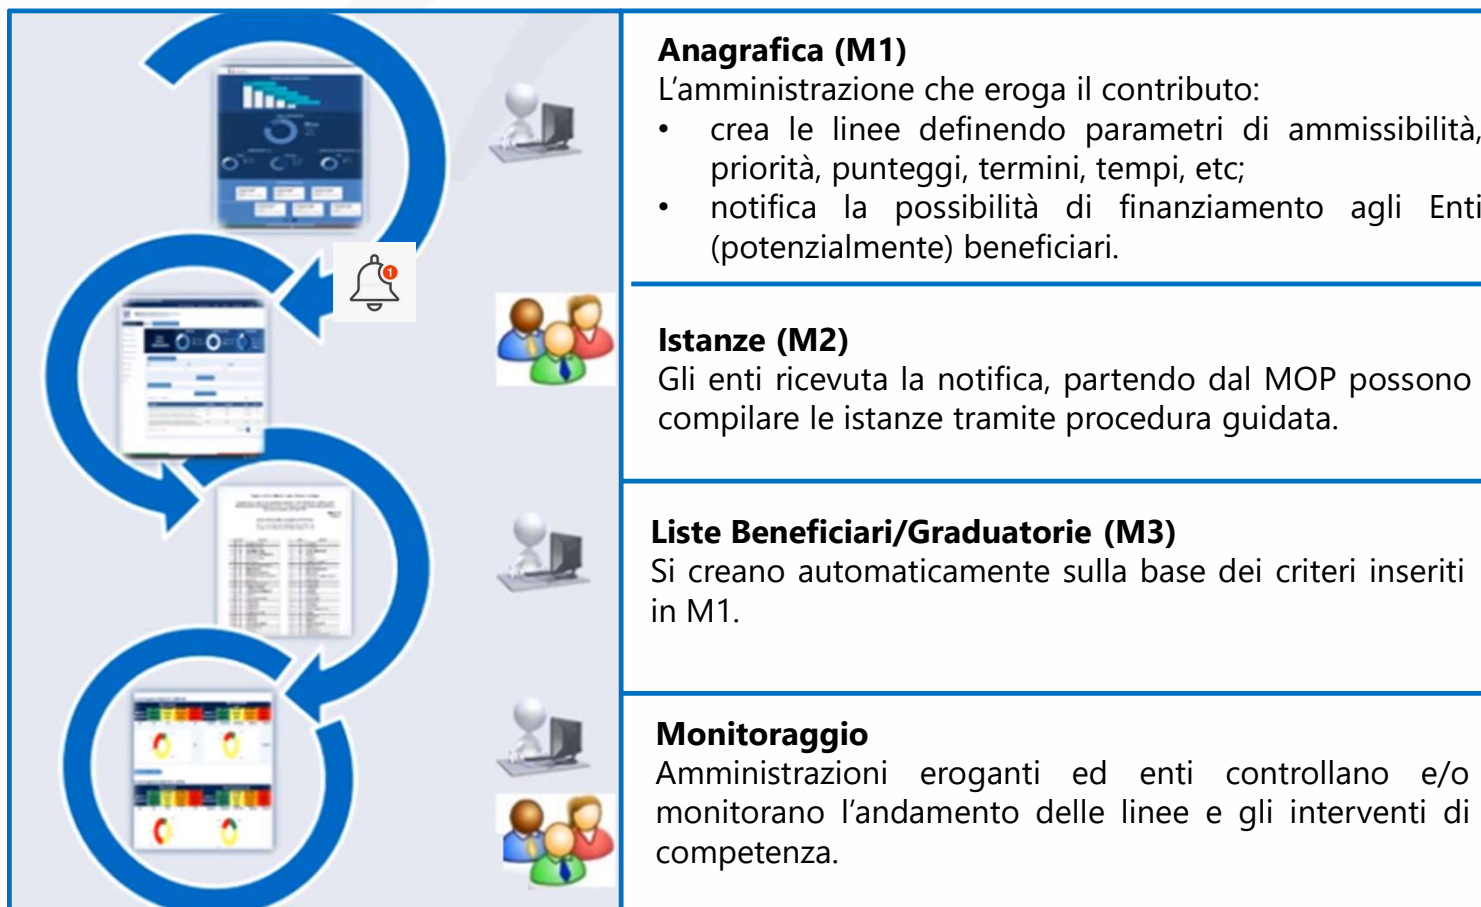 Anagrafica (M1)
L'amministrazione che eroga il contributo:
• crea le linee definendo parametri di ammissibilità,
priorità, punteggi, termini, tempi, etc;
• notifica la possibilità di finanziamento agli Enti
(potenzialmente) beneficiari.
1
Istanze (M2)
Gli enti ricevuta la notifica, partendo dal MOP possono
compilare le istanze tramite procedura guidata.
Liste Beneficiari/Graduatorie (M3)
Si creano automaticamente sulla base dei criteri inseriti
in M1.
Monitoraggio
Amministrazioni eroganti ed enti controllano e/o
monitorano l'andamento delle linee e gli interventi di
competenza.